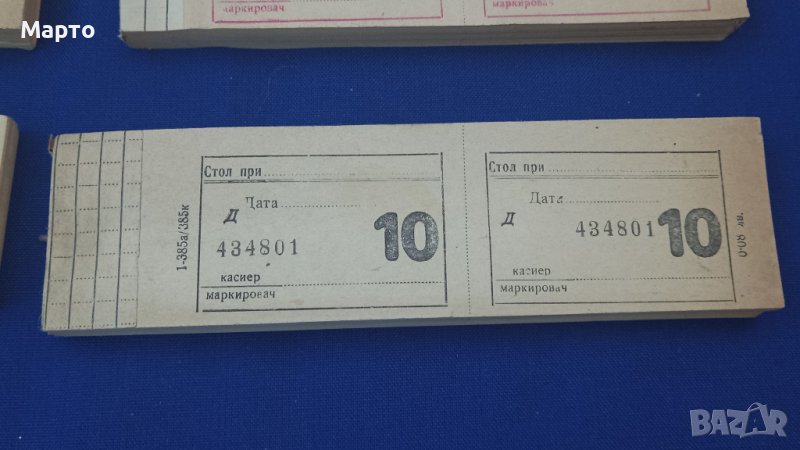 Марто
маркировач
маркировач
1-385а/385к
Стол при
Дата
Д
10
434801
касиер
маркировач
Стол при
Дата
Д
434801
10
касиер
маркировач
0·08 лв.
BAZAR